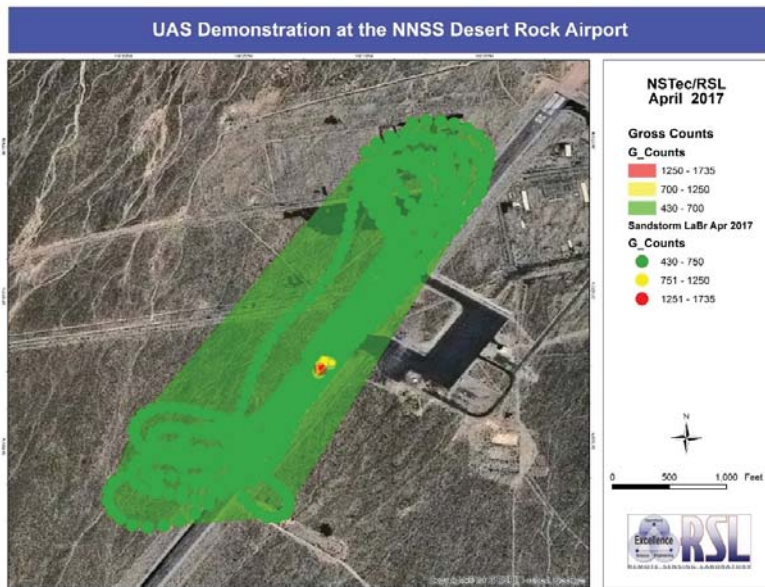 UAS Demonstration at the NNSS Desert Rock Airport
NSTec/RSL
April 2017
Gross Counts
G_Counts
1250 - 1735
700 - 1250
430 - 700
Sandstorm LaBr Apr 2017
G_Counts
430 - 750
751 - 1250
1251 - 1735
N
0 500 1,000 Feet
Excellence
RSL
REMOTE SENSING LABORATORY